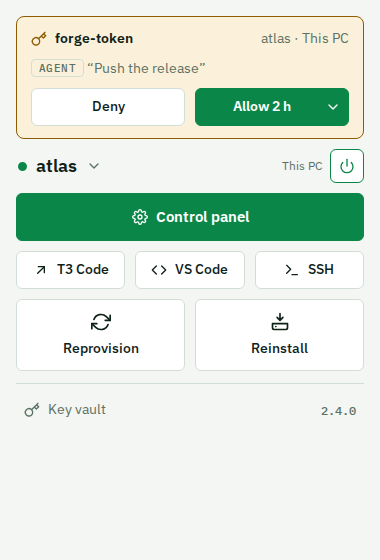 forge-token atlas · This PC
AGENT “Push the release”
Deny Allow 2 h
atlas This PC
Control panel
T3 Code VS Code SSH
Reprovision Reinstall
Key vault 2.4.0